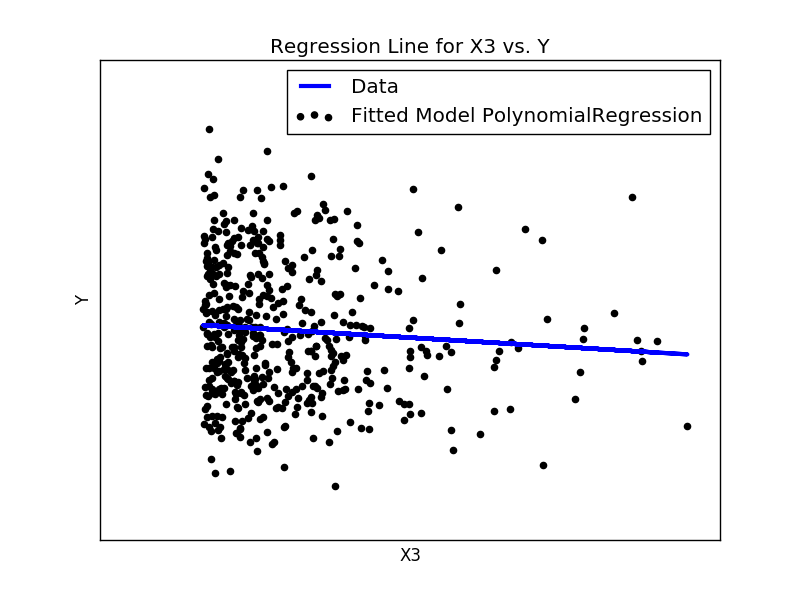 Regression Line for X3 vs. Y
Data
Fitted Model PolynomialRegression
Y
X3